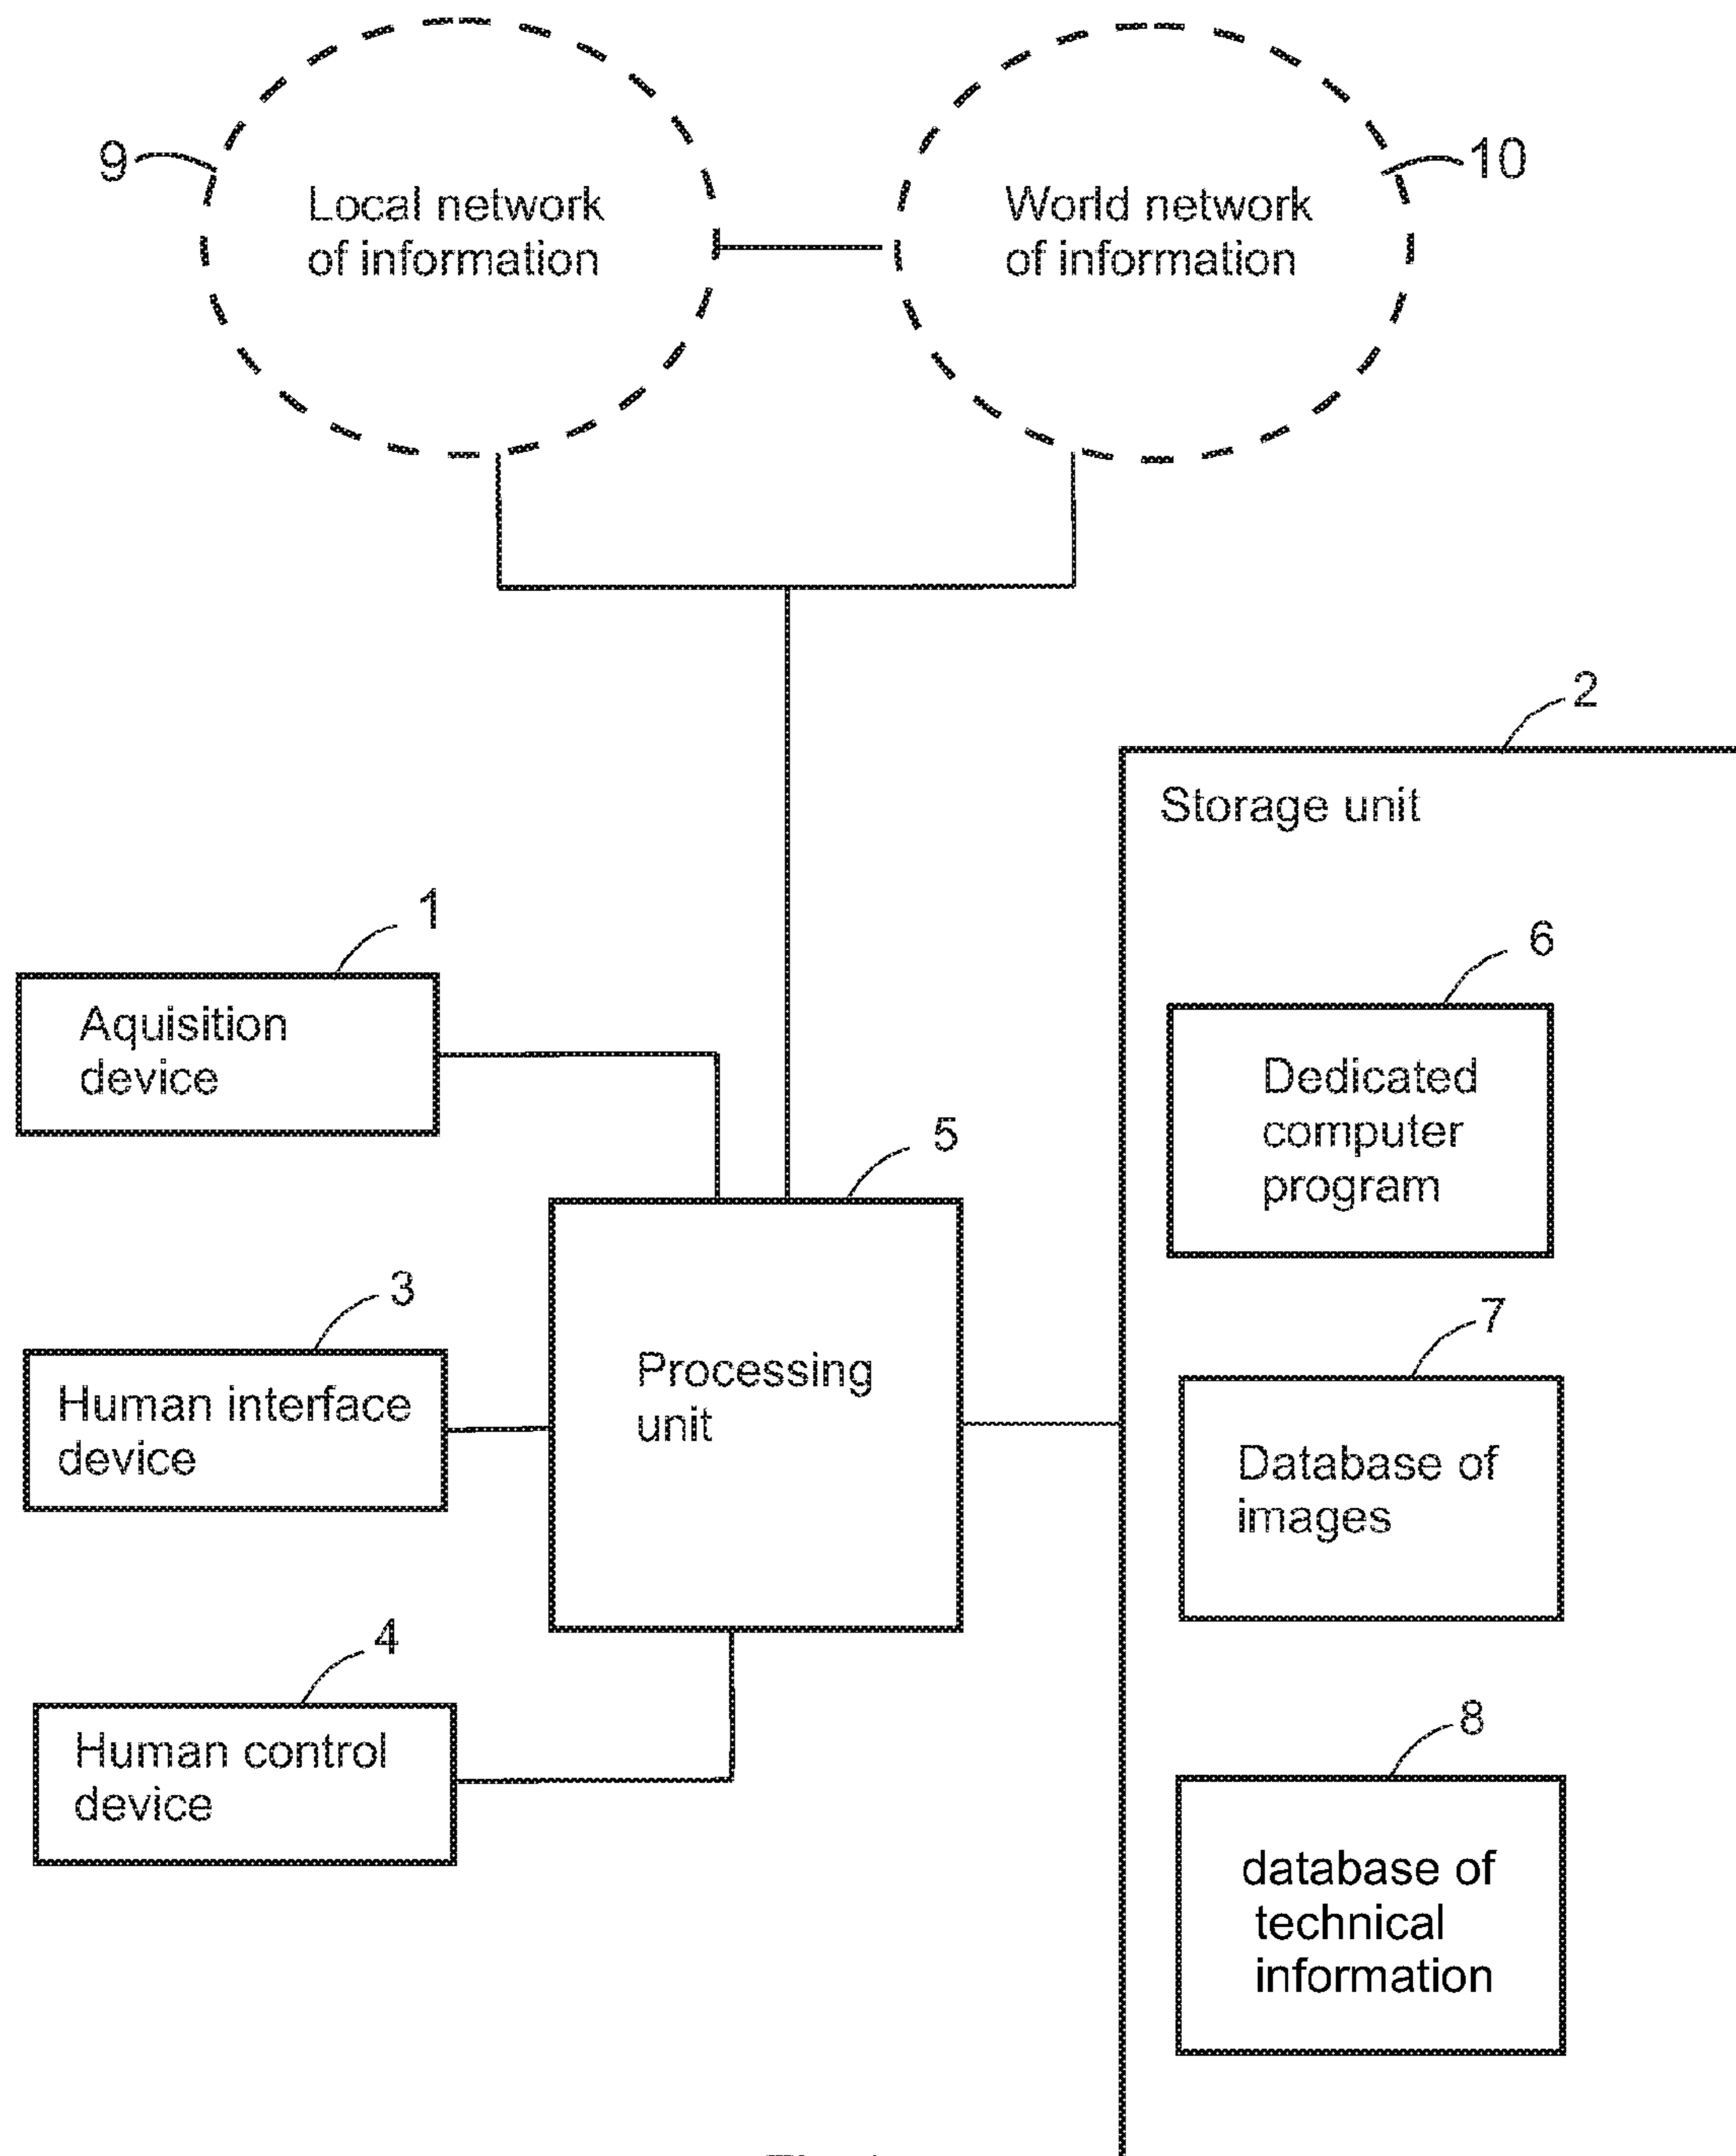 9
Local network
of information
World network
of information
10
2
Storage unit
1
Aquisition
device
6
Dedicated
computer
program
5
Processing
unit
3
Human interface
device
7
Database of
images
4
Human control
device
8
database of
technical
information